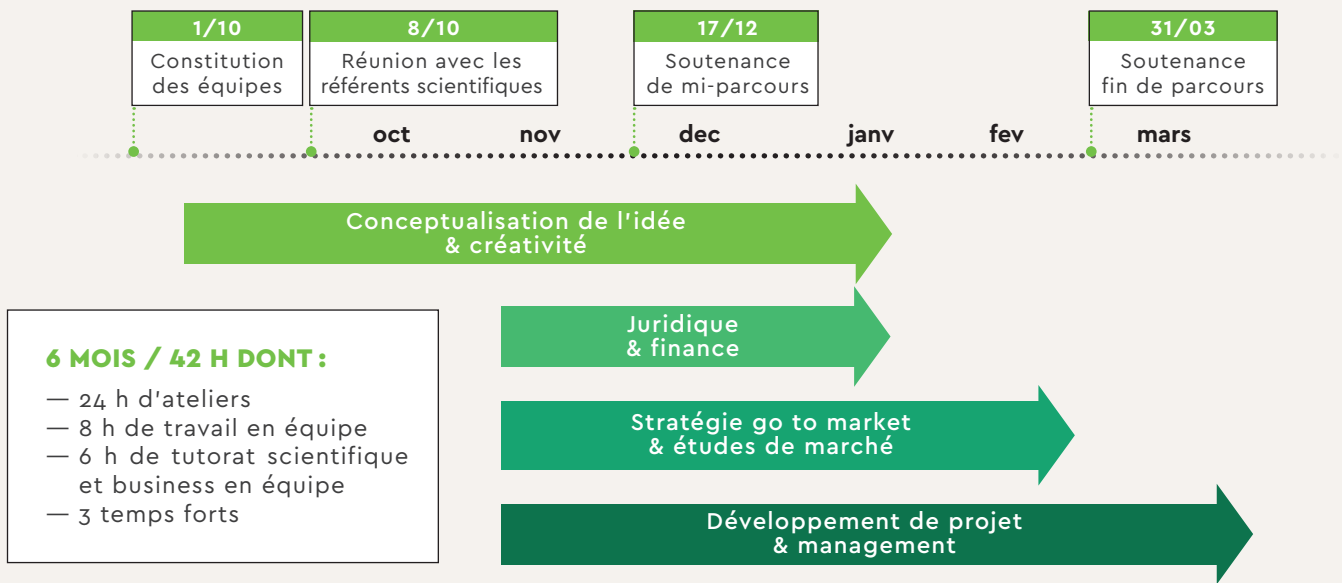 1/10
Constitution
des équipes
8/10
Réunion avec les
référents scientifiques
17/12
Soutenance
de mi-parcours
31/03
Soutenance
fin de parcours
oct
nov
dec
janv
fev
mars
Conceptualisation de l'idée
& créativité
Juridique
& finance
Stratégie go to market
& études de marché
Développement de projet
& management
6 MOIS / 42 H DONT :
— 24 h d'ateliers
— 8 h de travail en équipe
— 6 h de tutorat scientifique
et business en équipe
— 3 temps forts